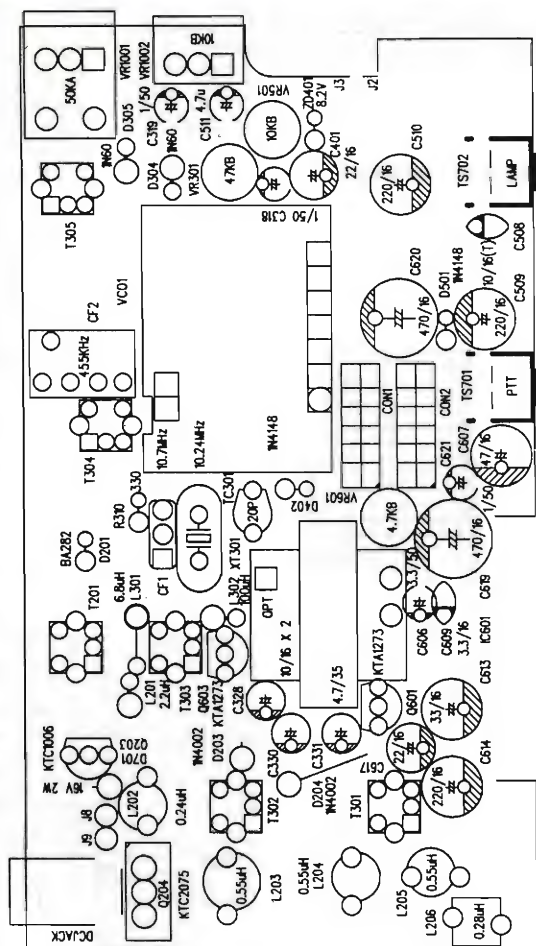 50KA
VR1001
VR1002
10KB
D305
1/50
C319
4.7u
C511
VR501
10KB
ZD401
8.2V
J3
J2
1N60
1N60
D304
VR301
47KB
C401
22/16
C510
220/16
TS702
LAMP
T305
1/50 C318
C508
10/16(T)
CF2
VC01
455KHz
C620
470/16
D501
1N4148
C509
220/16
T304
10.7MHz
10.24MHz
1N4148
CON1
CON2
TS701
PTT
R310
330
TC301
20P
D402
VR601
4.7KB
C621
C607
47/16
1/50
BA282
D201
CF1
XT301
T201
6.8uH
L301
L302
100uH
OPT
3.3/50
470/16
C619
L201
2.2uH
T303
Q603
KTA1273
C328
10/16 X 2
4.7/35
KTA1273
C606
C609
3.3/16
IC601
C613
KTC1006
Q203
D701
16V 2W
1N4002
D203
C330
C331
Q601
33/16
22/16
J8
J9
L202
0.24uH
T302
D204
1N4002
C617
T301
220/16
C614
DCJACK
Q204
KTC2075
0.55uH
L203
0.55uH
L204
L205
0.55uH
L206
0.28uH